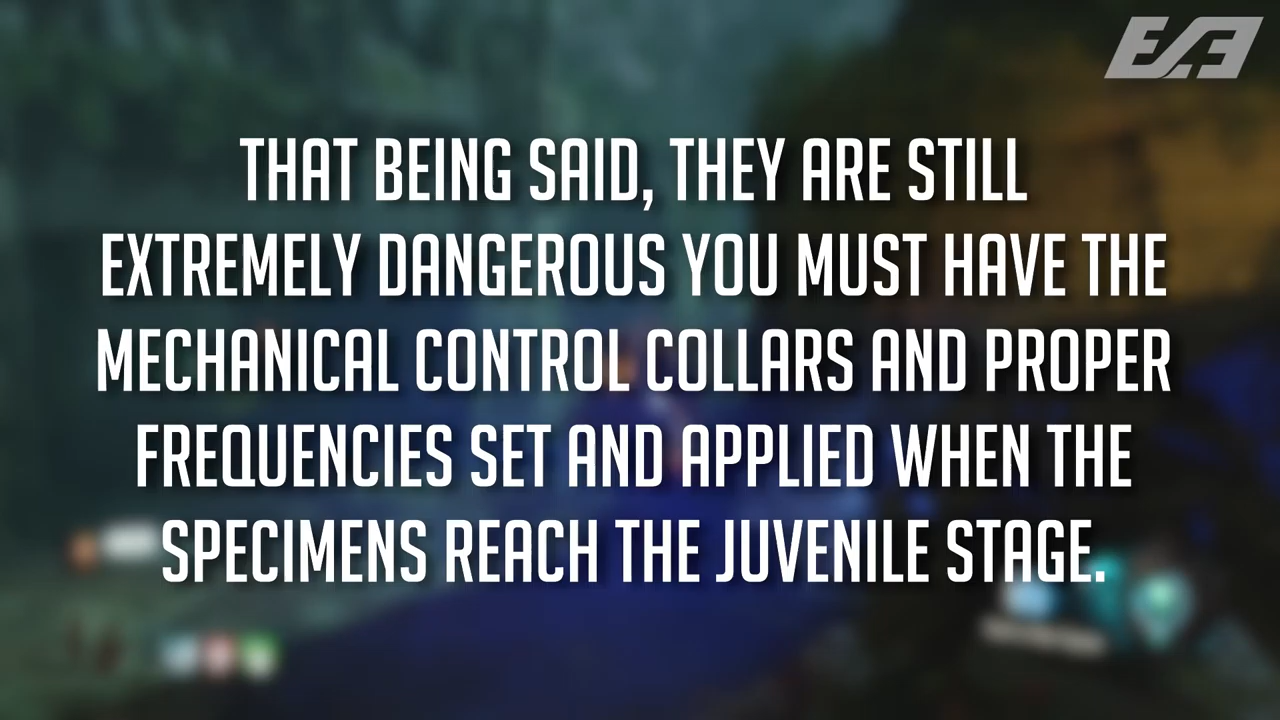 THAT BEING SAID, THEY ARE STILL
EXTREMELY DANGEROUS YOU MUST HAVE THE
MECHANICAL CONTROL COLLARS AND PROPER
FREQUENCIES SET AND APPLIED WHEN THE
SPECIMENS REACH THE JUVENILE STAGE.